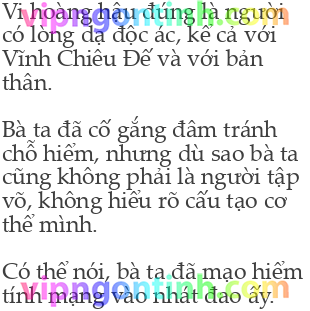 Vị hoàng hậu đúng là người
có lòng dạ độc ác, kể cả với
Vĩnh Chiêu Đế và với bản
thân.
Bà ta đã cố gắng đâm tránh
chỗ hiểm, nhưng dù sao bà ta
cũng không phải là người tập
võ, không hiểu rõ cấu tạo cơ
thể mình.
Có thể nói, bà ta đã mạo hiểm
tính mạng vào nhát đao ấy.
vipngontinh.com
vipngontinh.com